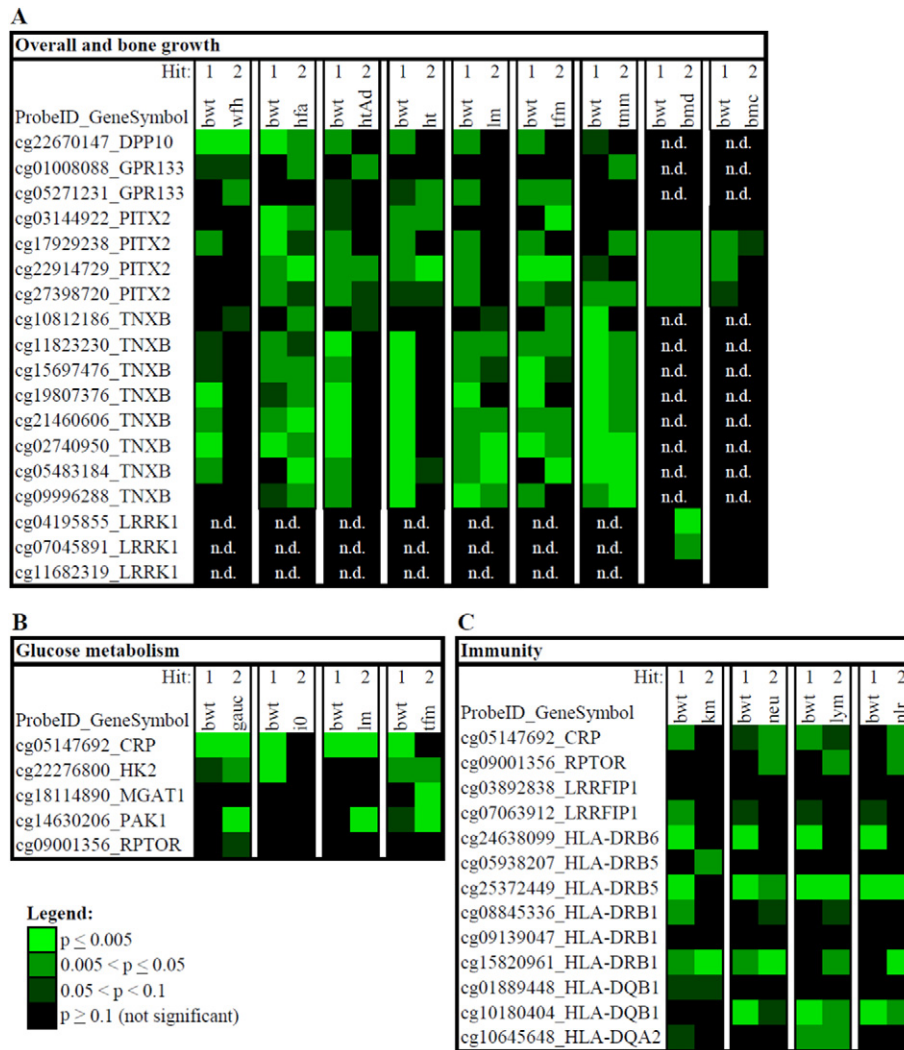 A
Overall and bone growth
Hit: 1 2 1 2 1 2 1 2 1 2 1 2 1 2 1 2 1 2
ProbeID_GeneSymbol bwt wfh bwt hfa bwt htAd bwt ht bwt lm bwt tfm bwt tmm bwt bmd bwt bmc
cg22670147_DPP10 n.d. n.d.
cg01008088_GPR133 n.d. n.d.
cg05271231_GPR133 n.d. n.d.
cg03144922_PITX2
cg17929238_PITX2
cg22914729_PITX2
cg27398720_PITX2
cg10812186_TNXB n.d. n.d.
cg11823230_TNXB n.d. n.d.
cg15697476_TNXB n.d. n.d.
cg19807376_TNXB n.d. n.d.
cg21460606_TNXB n.d. n.d.
cg02740950_TNXB n.d. n.d.
cg05483184_TNXB n.d. n.d.
cg09996288_TNXB n.d. n.d.
cg04195855_LRRK1 n.d. n.d. n.d. n.d. n.d. n.d. n.d.
cg07045891_LRRK1 n.d. n.d. n.d. n.d. n.d. n.d. n.d.
cg11682319_LRRK1 n.d. n.d. n.d. n.d. n.d. n.d. n.d.
B
Glucose metabolism
Hit: 1 2 1 2 1 2 1 2
ProbeID_GeneSymbol bwt gauc bwt i0 bwt lm bwt tfm
cg05147692_CRP
cg22276800_HK2
cg18114890_MGAT1
cg14630206_PAK1
cg09001356_RPTOR
Legend:
p ≤ 0.005
0.005 < p ≤ 0.05
0.05 < p < 0.1
p ≥ 0.1 (not significant)
C
Immunity
Hit: 1 2 1 2 1 2 1 2
ProbeID_GeneSymbol bwt km bwt neu bwt lym bwt nlr
cg05147692_CRP
cg09001356_RPTOR
cg03892838_LRRFIP1
cg07063912_LRRFIP1
cg24638099_HLA-DRB6
cg05938207_HLA-DRB5
cg25372449_HLA-DRB5
cg08845336_HLA-DRB1
cg09139047_HLA-DRB1
cg15820961_HLA-DRB1
cg01889448_HLA-DQB1
cg10180404_HLA-DQB1
cg10645648_HLA-DQA2